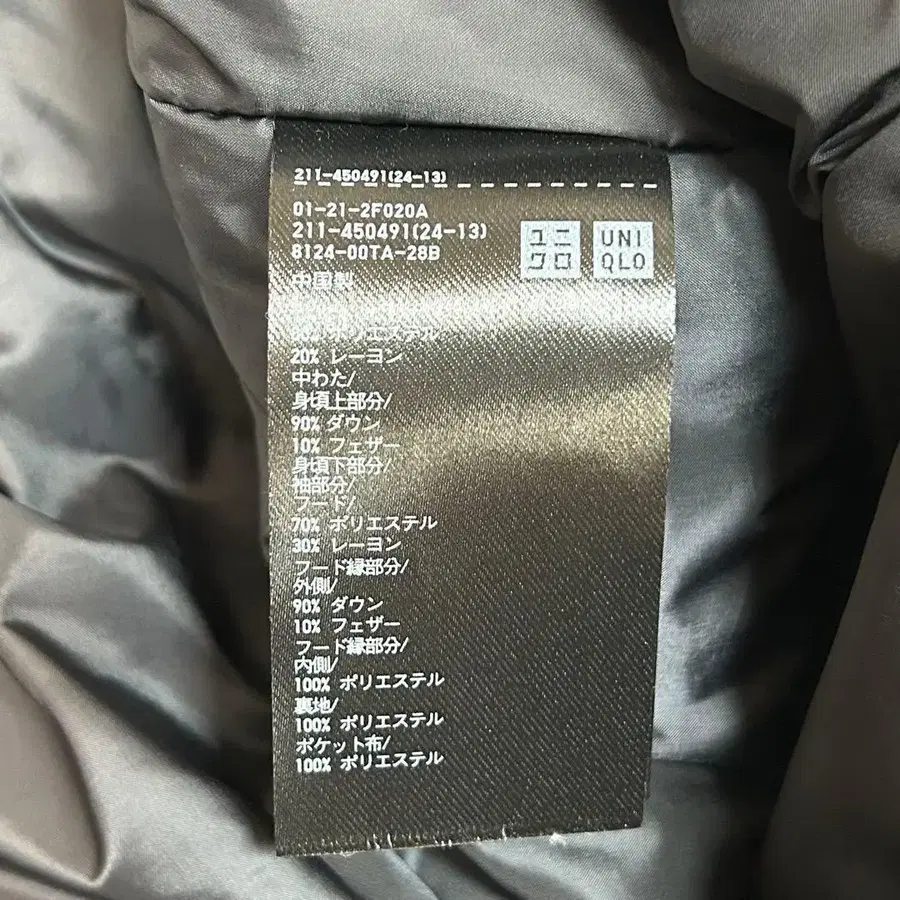 211-450491(24-13)
01-21-2F020A
211-450491(24-13)
8124-00TA-28B
ユニクロ
UNI
QLO
中国製
ポリエステル
20% レーヨン
中わた/
身頃上部分/
90% ダウン
10% フェザー
身頃下部分/
袖部分/
フード/
70% ポリエステル
30% レーヨン
フード縁部分/
外側/
90% ダウン
10% フェザー
フード縁部分/
内側/
100% ポリエステル
裏地/
100% ポリエステル
ポケット布/
100% ポリエステル